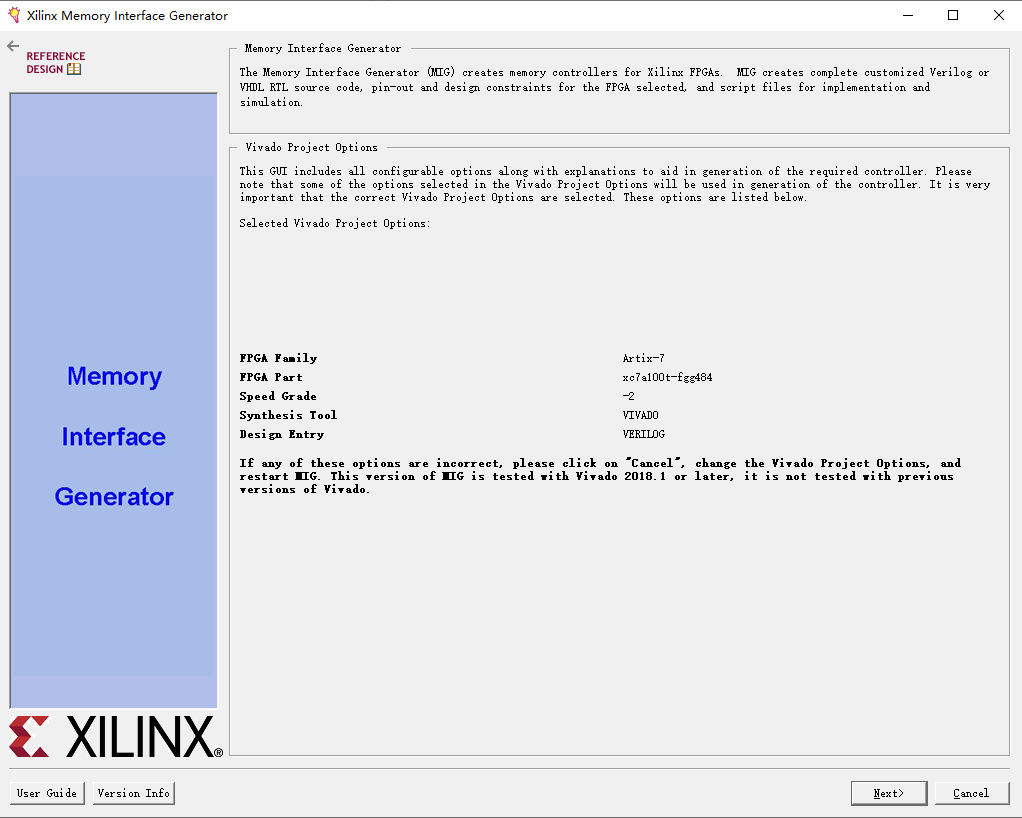 Xilinx Memory Interface Generator
REFERENCE
DESIGN
Memory Interface Generator
The Memory Interface Generator (MIG) creates memory controllers for Xilinx FPGAs.  MIG creates complete customized Verilog or
VHDL RTL source code, pin-out and design constraints for the FPGA selected, and script files for implementation and
simulation.
Vivado Project Options
This GUI includes all configurable options along with explanations to aid in generation of the required controller. Please
note that some of the options selected in the Vivado Project Options will be used in generation of the controller. It is very
important that the correct Vivado Project Options are selected. These options are listed below.
Selected Vivado Project Options:
FPGA Family Artix-7
FPGA Part xc7a100t-fgg484
Speed Grade -2
Synthesis Tool VIVADO
Design Entry VERILOG
If any of these options are incorrect, please click on "Cancel", change the Vivado Project Options, and
restart MIG. This version of MIG is tested with Vivado 2018.1 or later, it is not tested with previous
versions of Vivado.
Memory
Interface
Generator
XILINX®
User Guide Version Info Next> Cancel